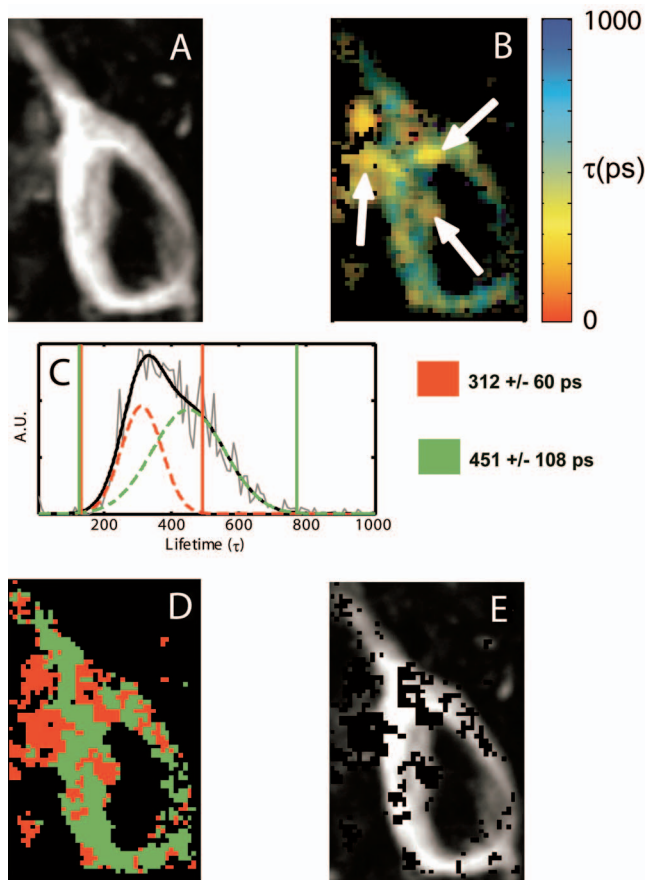 A
B
1000
τ(ps)
0
C
A.U.
200 400 600 800 1000
Lifetime (τ)
312 +/- 60 ps
451 +/- 108 ps
D
E